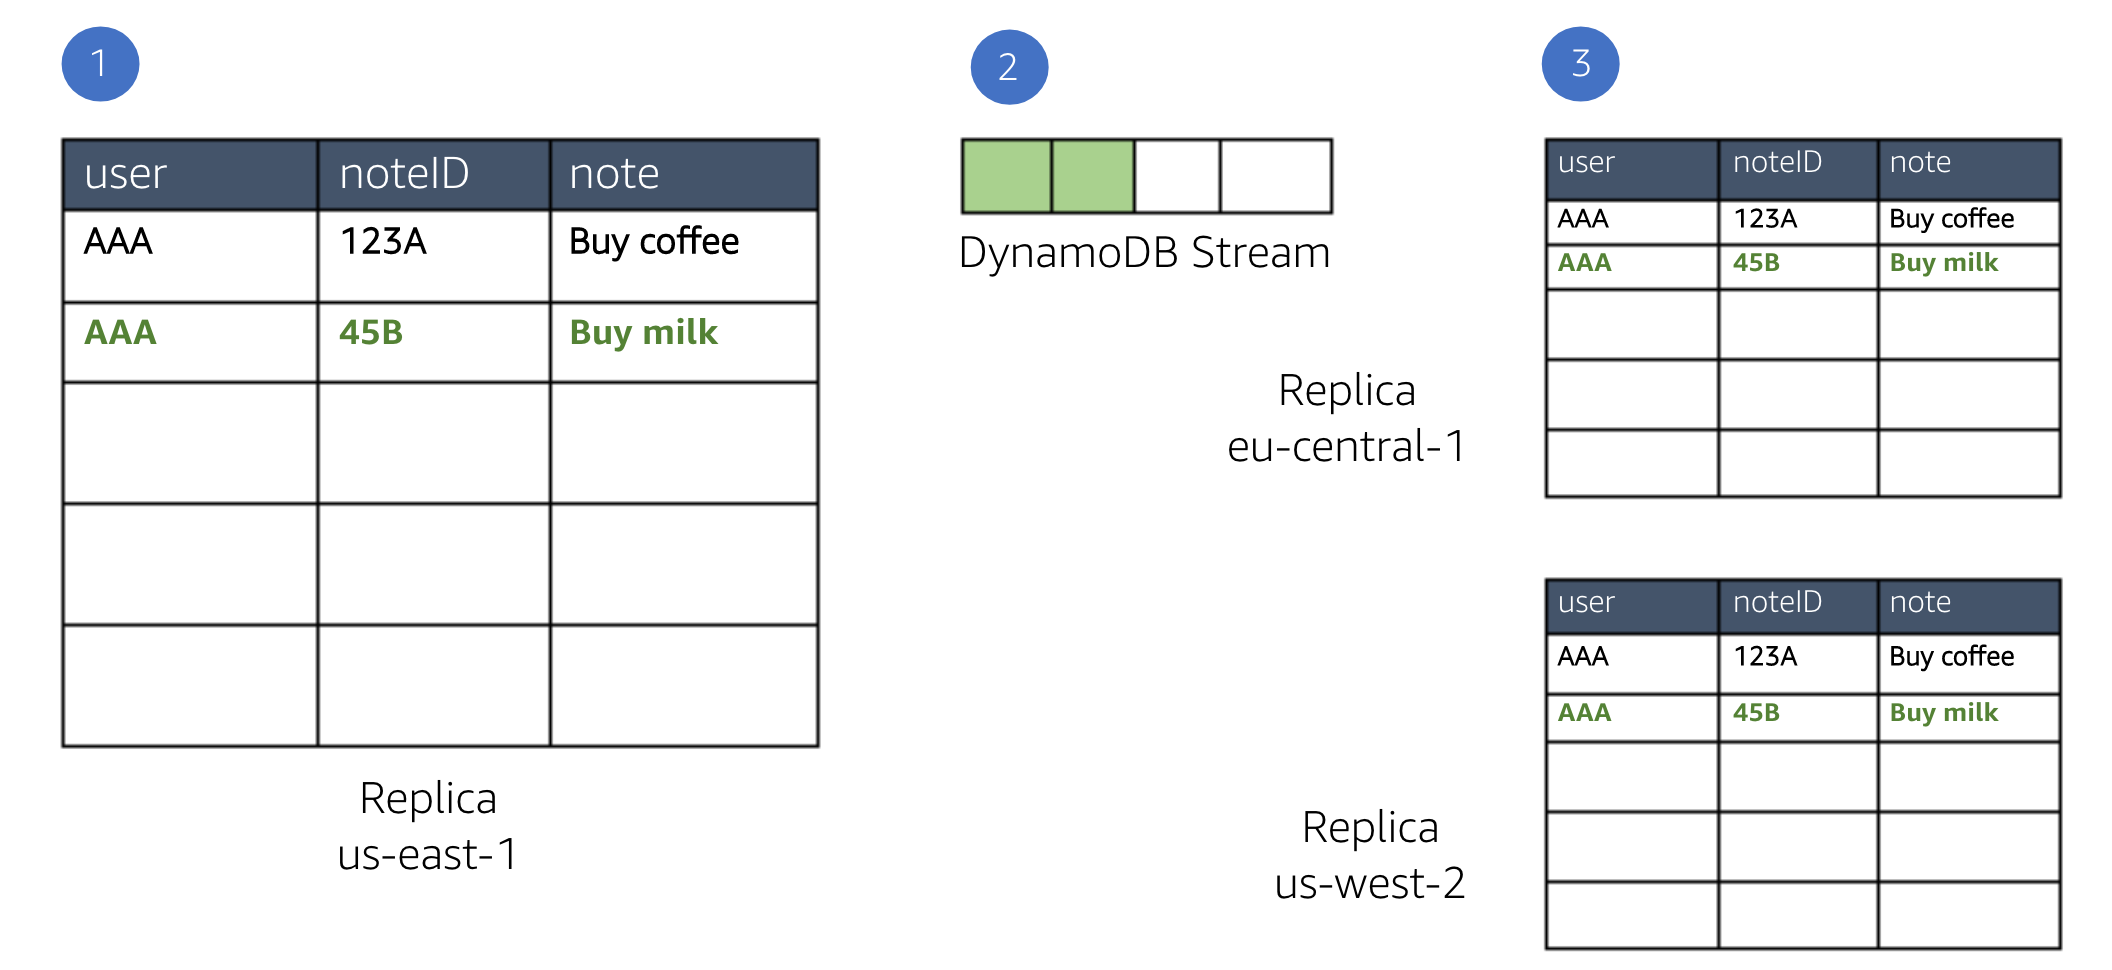 1
user noteID note
AAA 123A Buy coffee
AAA 45B Buy milk
Replica
us-east-1
2
DynamoDB Stream
Replica
eu-central-1
Replica
us-west-2
3
user noteID note
AAA 123A Buy coffee
AAA 45B Buy milk
user noteID note
AAA 123A Buy coffee
AAA 45B Buy milk